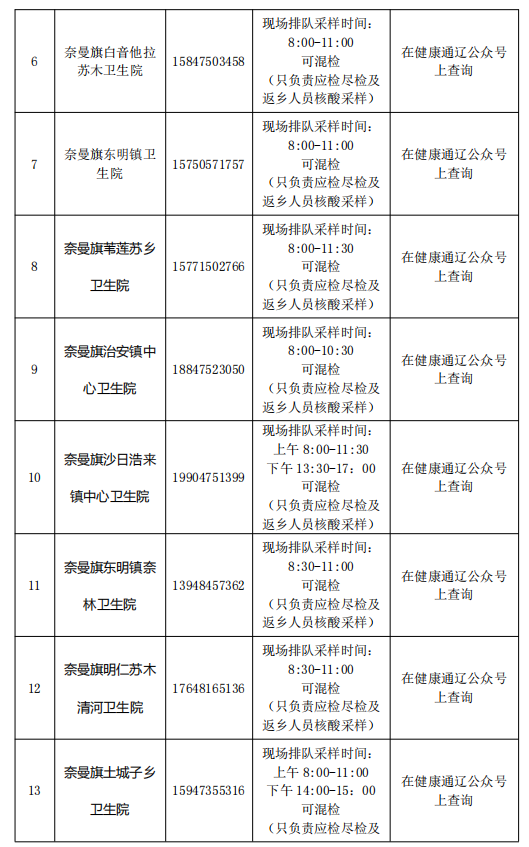 6
奈曼旗白音他拉
苏木卫生院
15847503458
现场排队采样时间:
8:00-11:00
可混检
（只负责应检尽检及
返乡人员核酸采样）
在健康通辽公众号
上查询
7
奈曼旗东明镇卫
生院
15750571757
现场排队采样时间:
8:00-11:00
可混检
（只负责应检尽检及
返乡人员核酸采样）
在健康通辽公众号
上查询
8
奈曼旗苇莲苏乡
卫生院
15771502766
现场排队采样时间:
8:00-11:30
可混检
（只负责应检尽检及
返乡人员核酸采样）
在健康通辽公众号
上查询
9
奈曼旗治安镇中
心卫生院
18847523050
现场排队采样时间:
8:00-10:30
可混检
（只负责应检尽检及
返乡人员核酸采样）
在健康通辽公众号
上查询
10
奈曼旗沙日浩来
镇中心卫生院
19904751399
现场排队采样时间:
上午 8:00-11:30
下午 13:30-17：00
可混检
（只负责应检尽检及
返乡人员核酸采样）
在健康通辽公众号
上查询
11
奈曼旗东明镇奈
林卫生院
13948457362
现场排队采样时间:
8:30-11:00
可混检
（只负责应检尽检及
返乡人员核酸采样）
在健康通辽公众号
上查询
12
奈曼旗明仁苏木
清河卫生院
17648165136
现场排队采样时间:
8:30-11:00
可混检
（只负责应检尽检及
返乡人员核酸采样）
在健康通辽公众号
上查询
13
奈曼旗土城子乡
卫生院
15947355316
现场排队采样时间:
上午 8:00-11:00
下午 14:00-15：00
可混检
（只负责应检尽检及
在健康通辽公众号
上查询